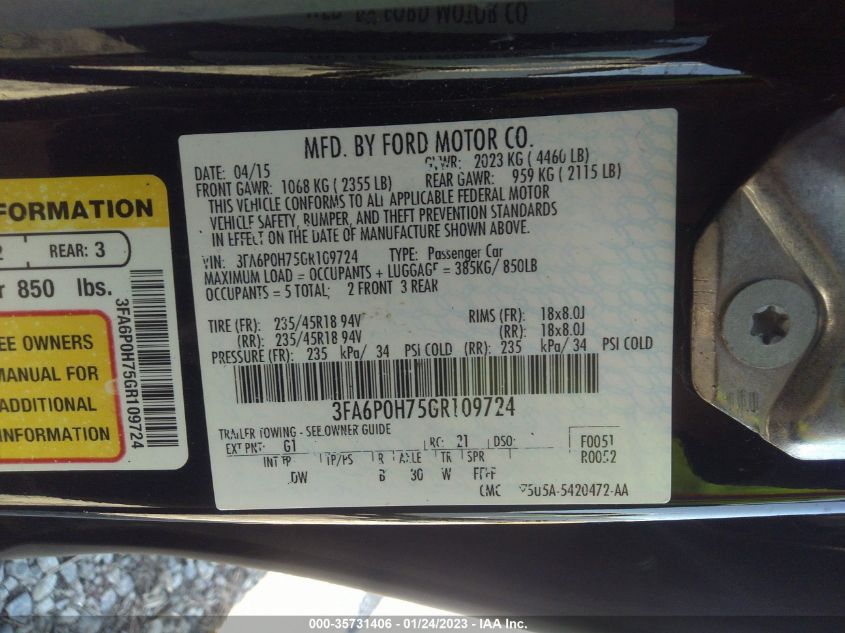 MFD. BY FORD MOTOR CO.
DATE: 04/15 GVWR: 2023 KG ( 4460 LB)
FRONT GAWR: 1068 KG ( 2355 LB) REAR GAWR: 959 KG ( 2115 LB)
THIS VEHICLE CONFORMS TO ALL APPLICABLE FEDERAL MOTOR
VEHICLE SAFETY, BUMPER, AND THEFT PREVENTION STANDARDS
IN EFFECT ON THE DATE OF MANUFACTURE SHOWN ABOVE.
VIN: 3FA6P0H75GR109724 TYPE: Passenger Car
MAXIMUM LOAD = OCCUPANTS + LUGGAGE = 385KG/ 850LB
OCCUPANTS = 5 TOTAL; 2 FRONT 3 REAR
TIRE (FR): 235/45R18 94V RIMS (FR): 18x8.0J
(RR): 235/45R18 94V (RR): 18x8.0J
PRESSURE (FR): 235 kPa/ 34 PSI COLD (RR): 235 kPa/ 34 PSI COLD
3FA6P0H75GR109724
TRAILER TOWING - SEE OWNER GUIDE
EXT PNT: G1 RC: 21 DSO: F0051
R0052
INT TR TP/PS R AXLE TR SPR
B 30 W
5U5A-5420472-AA
FORMATION
2 REAR: 3
850 lbs.
EE OWNERS
MANUAL FOR
ADDITIONAL
INFORMATION
3FA6P0H75GR109724
000-35731406 - 01/24/2023 - IAA Inc.